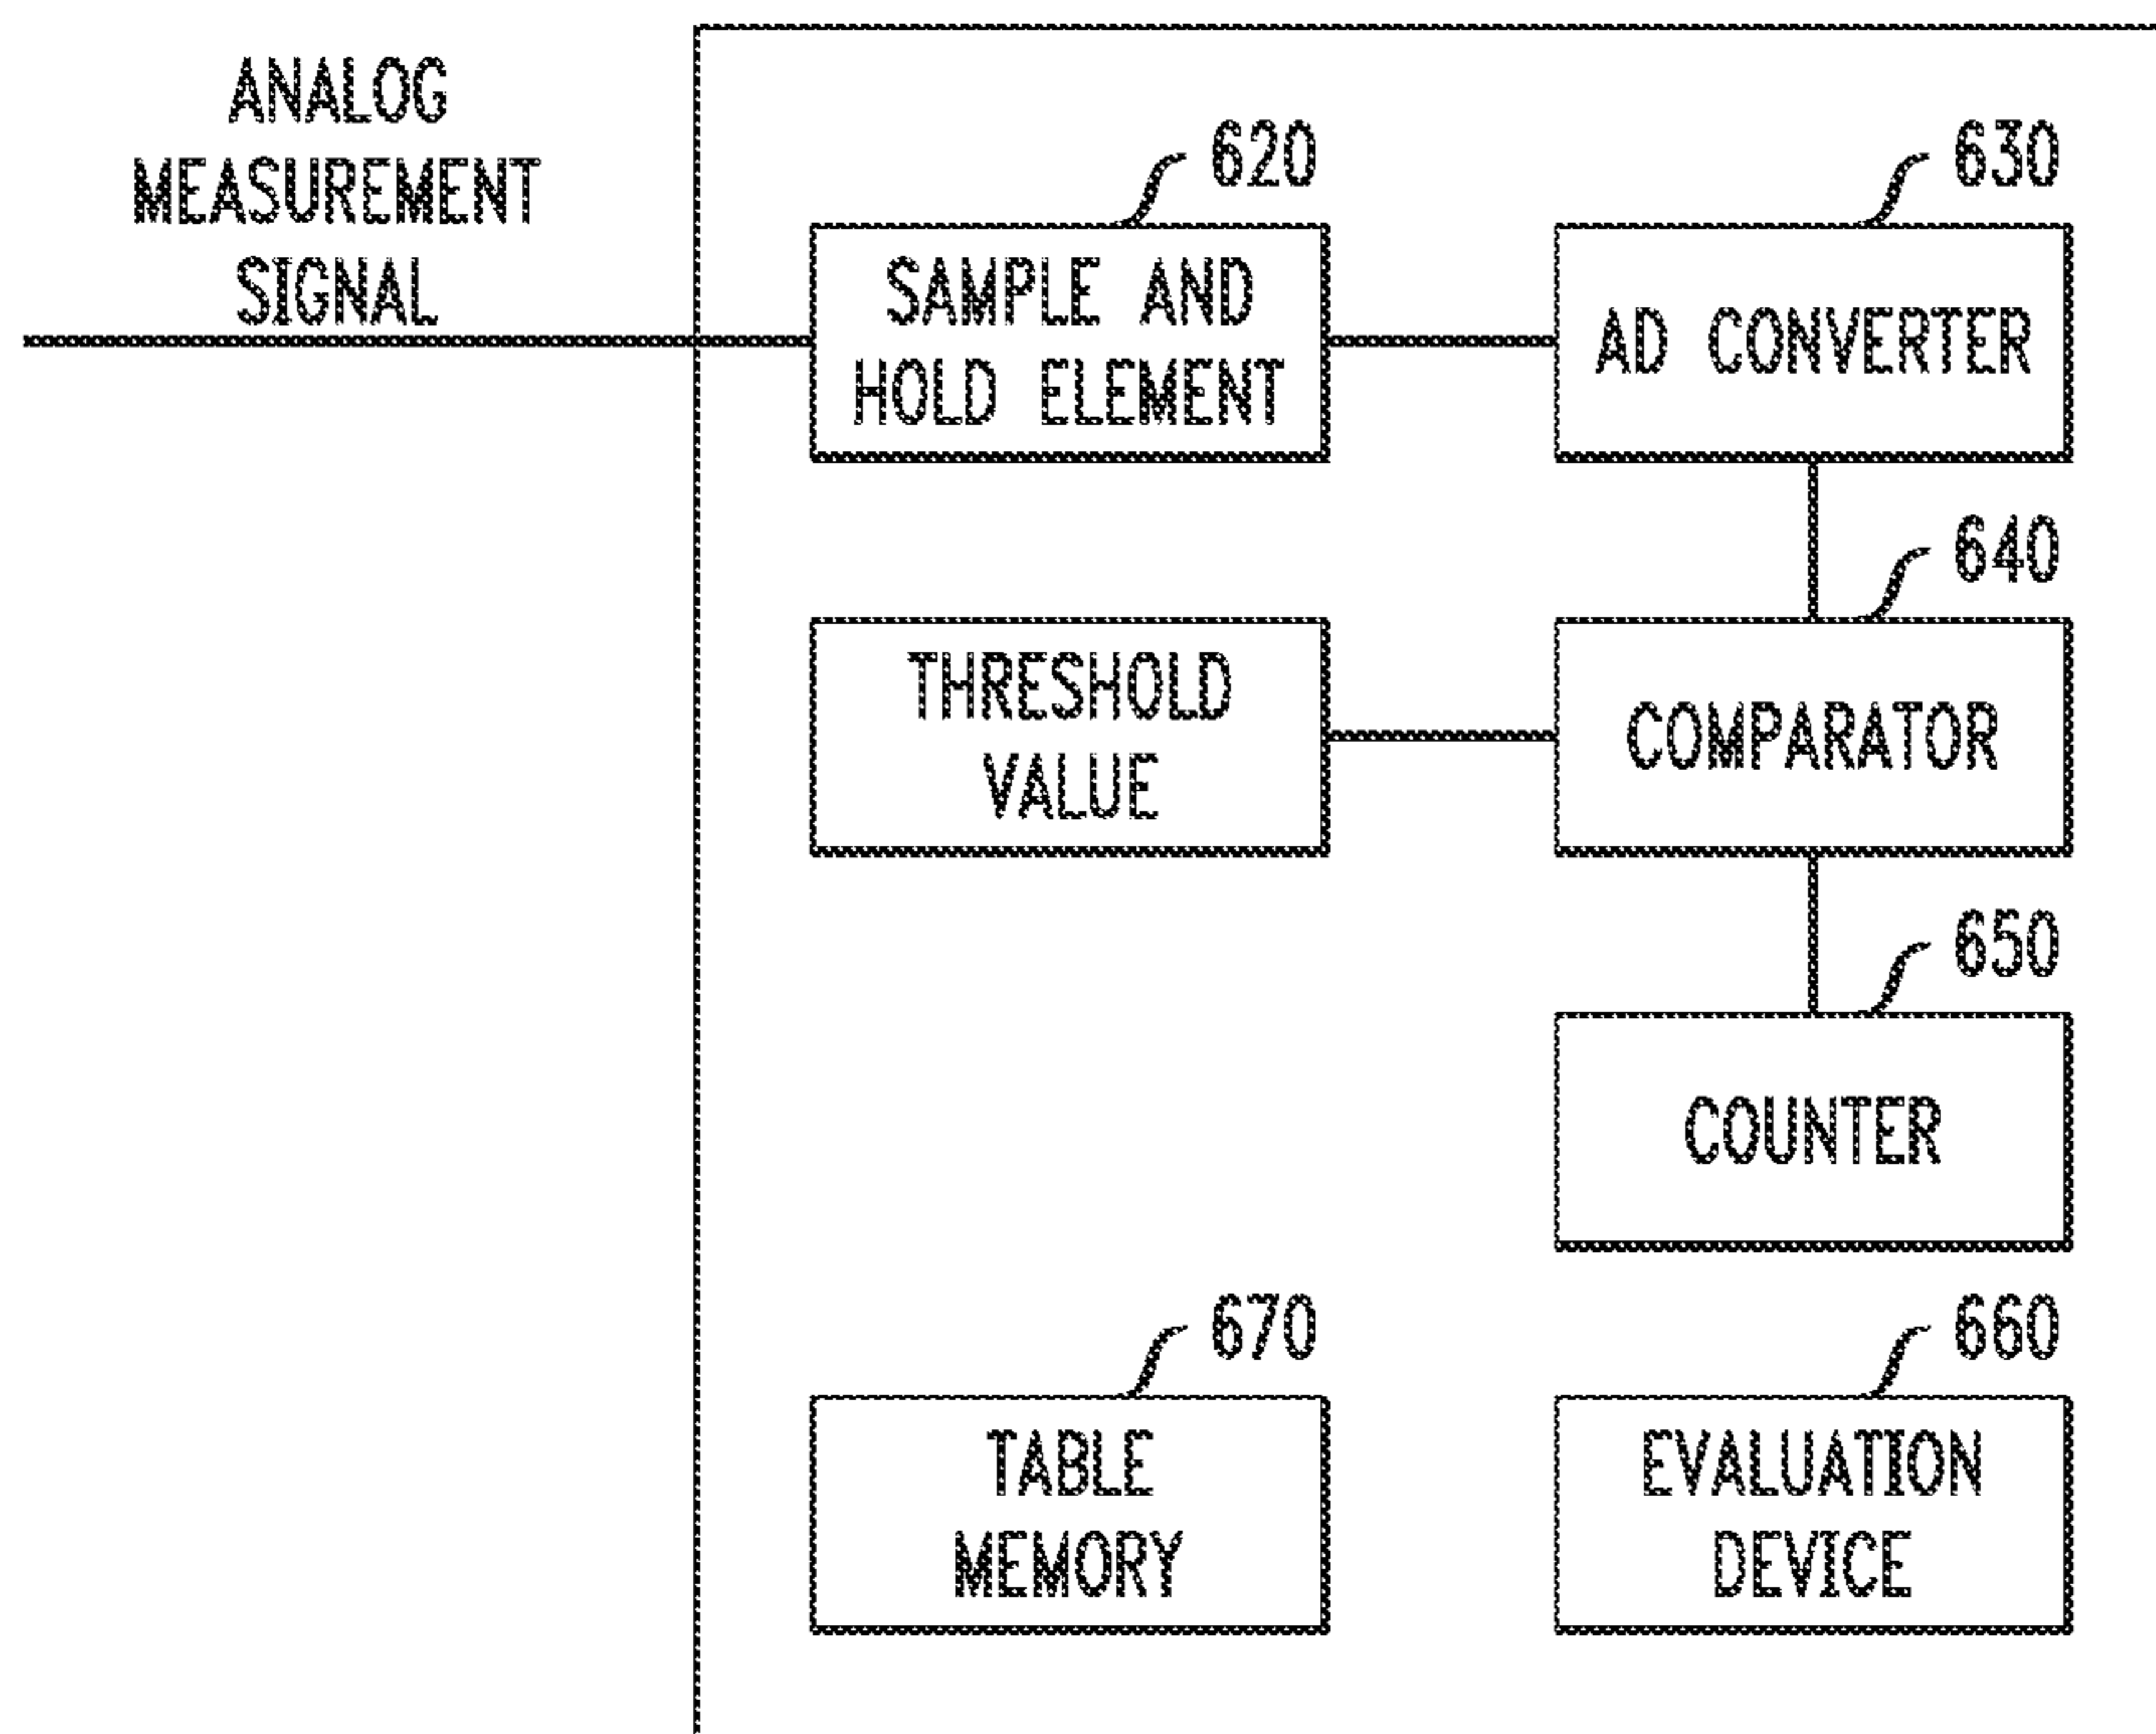 ANALOG
MEASUREMENT
SIGNAL
620
SAMPLE AND
HOLD ELEMENT
630
AD CONVERTER
THRESHOLD
VALUE
640
COMPARATOR
650
COUNTER
670
TABLE
MEMORY
660
EVALUATION
DEVICE